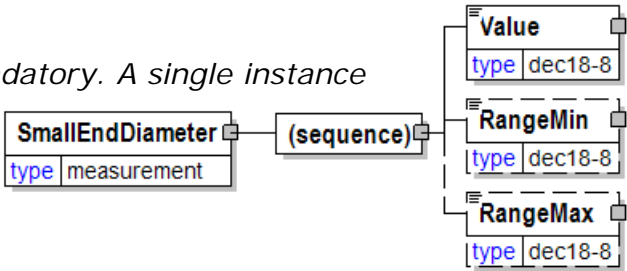 datory. A single instance
SmallEndDiameter
type measurement
(sequence)
Value
type dec18-8
RangeMin
type dec18-8
RangeMax
type dec18-8